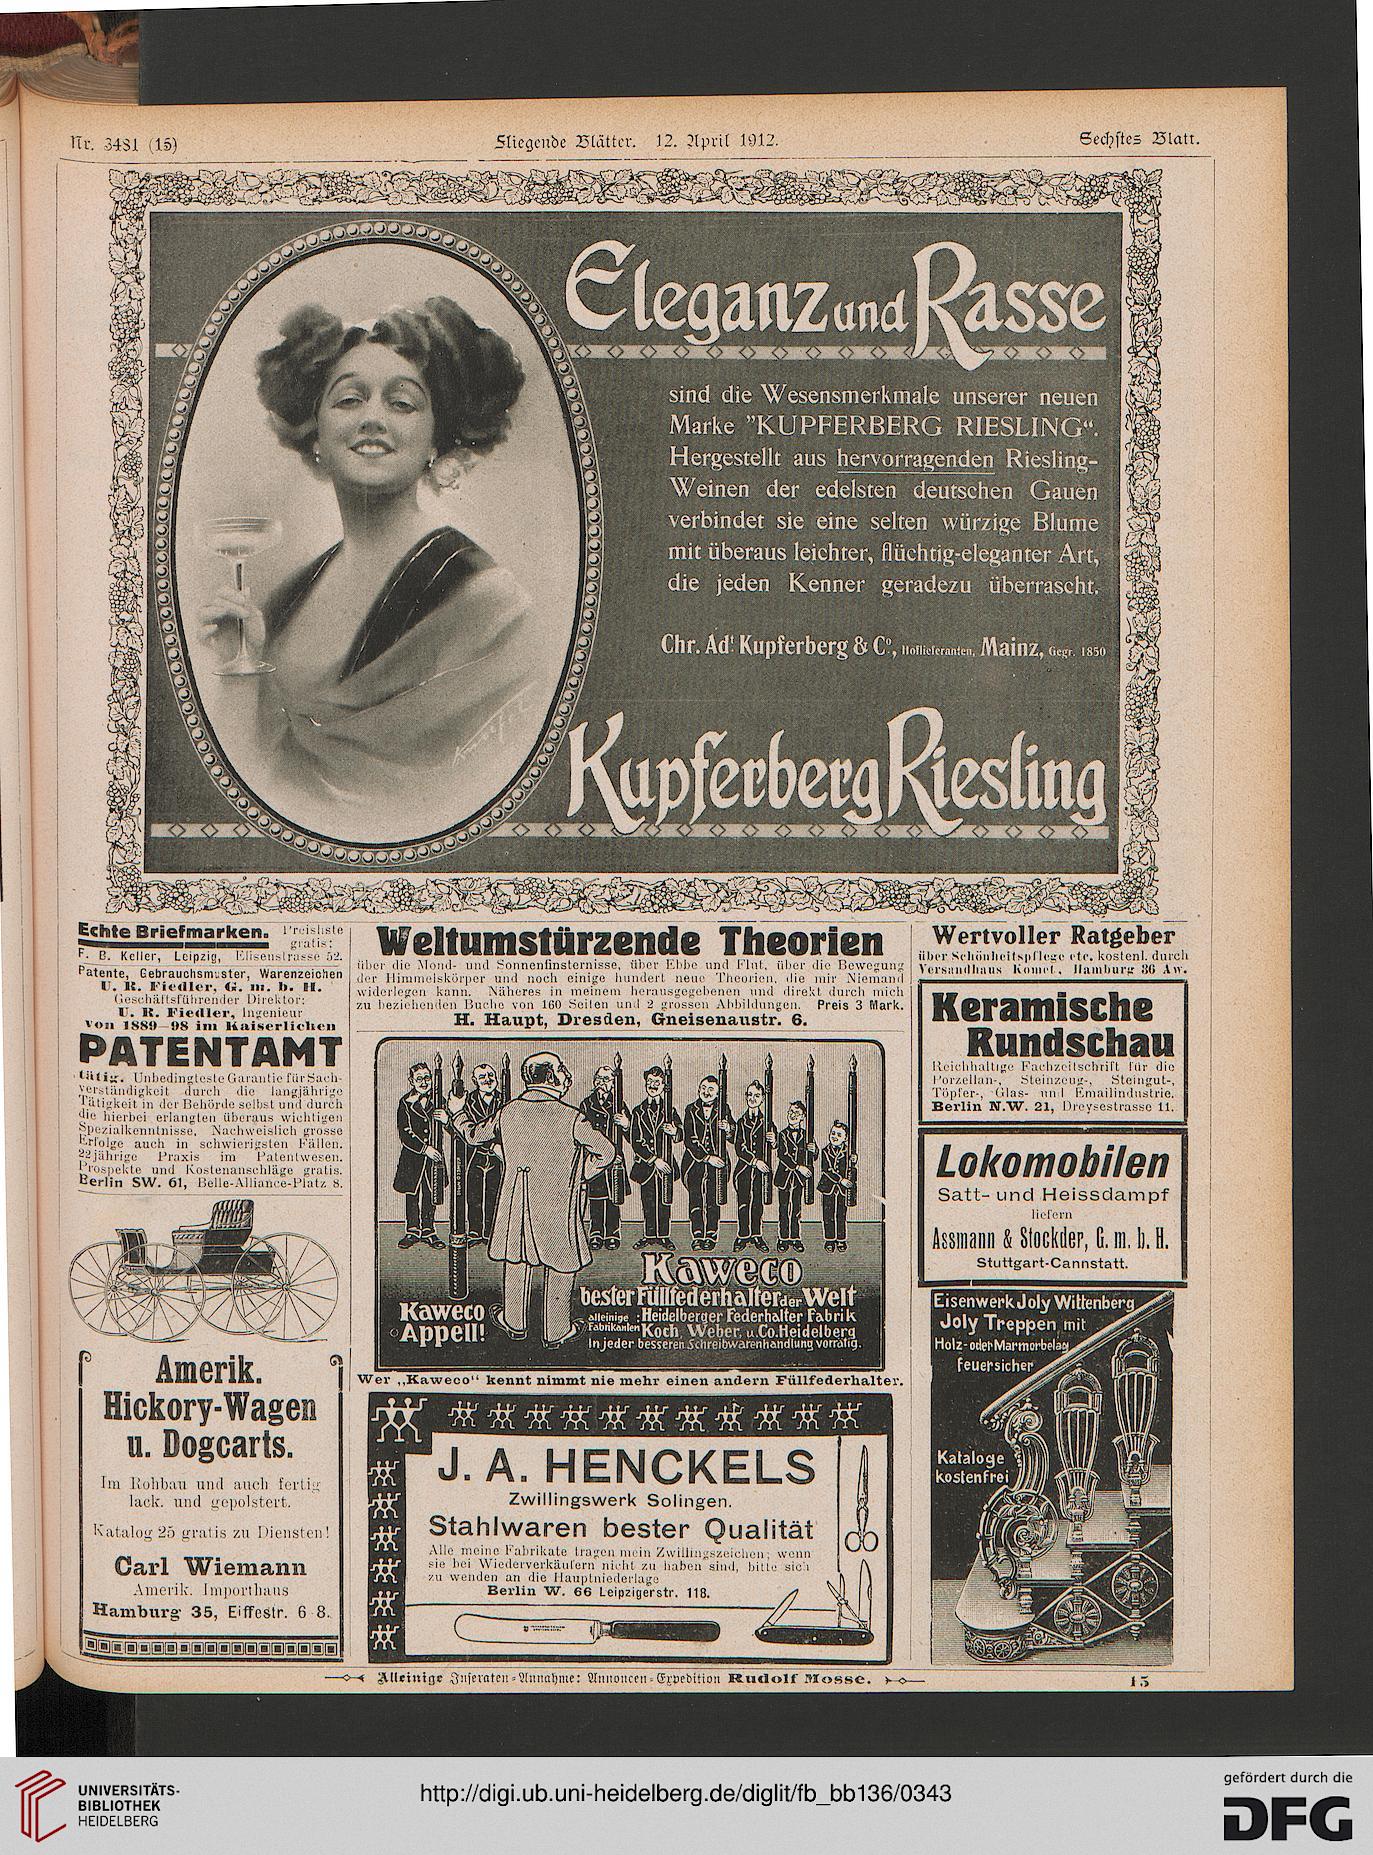 Nr. 3481 (15)
Fliegende Blätter. 12. April 1912.
Sechstes Blatt.
Eleganz und Rasse
sind die Wesensmerkmale unserer neuen
Marke "KUPFERBERG RIESLING“.
Hergestellt aus hervorragenden Riesling-
Weinen der edelsten deutschen Gauen
verbindet sie eine selten würzige Blume
mit überaus leichter, flüchtig-eleganter Art,
die jeden Kenner geradezu überrascht.
Chr. Adt Kupferberg & Co, Hoflieferanten, Mainz, Gegr. 1850
Kupferberg Riesling
Echte Briefmarken. Preisliste
gratis:
F. B. Keller, Leipzig, Elisenstrasse 52.
Patente, Gebrauchsmuster, Warenzeichen
U. R. Fiedler, G. m. b. H.
Geschäftsführender Direktor:
U. R. Fiedler, Ingenieur
von 1889—98 im Kaiserlichen
PATENTAMT
tätig. Unbedingteste Garantie für Sach-
verständigkeit durch die langjährige
Tätigkeit in der Behörde selbst und durch
die hierbei erlangten überaus wichtigen
Spezialkenntnisse. Nachweislich grosse
Erfolge auch in schwierigsten Fällen.
22jährige Praxis im Patentwesen.
Prospekte und Kostenanschläge gratis.
Berlin SW. 61, Belle-Alliance-Platz 8.
Amerik.
Hickory-Wagen
u. Dogcarts.
Im Rohbau und auch fertig
lack. und gepolstert.
Katalog 25 gratis zu Diensten!
Carl Wiemann
Amerik. Importhaus
Hamburg 35, Eiffestr. 6-8.
Weltumstürzende Theorien
über die Mond- und Sonnenfinsternisse, über Ebbe und Flut, über die Bewegung
der Himmelskörper und noch einige hundert neue Theorien, die mir Niemand
widerlegen kann. Näheres in meinem herausgegebenen und direkt durch mich
zu beziehenden Buche von 160 Seiten und 2 grossen Abbildungen. Preis 3 Mark.
H. Haupt, Dresden, Gneisenaustr. 6.
Kaweco
bester Füllfederhalter der Welt
alleinige Fabrikanten: Heidelberger Federhalter Fabrik
Koch, Weber, u. Co. Heidelberg
In jeder besseren Schreibwarenhandlung vorrätig.
Kaweco
Appell!
Wer „Kaweco“ kennt nimmt nie mehr einen andern Füllfederhalter.
J. A. HENCKELS
Zwillingswerk Solingen.
Stahlwaren bester Qualität
Alle meine Fabrikate tragen mein Zwillingszeichen; wenn
sie bei Wiederverkäufern nicht zu haben sind, bitte sich
zu wenden an die Hauptniederlage
Berlin W. 66 Leipzigerstr. 118.
Wertvoller Ratgeber
über Schönheitspflege etc. kostenl. durch
Versandhaus Komet, Hamburg 36 Aw.
Keramische
Rundschau
Reichhaltige Fachzeitschrift für die
Porzellan-, Steinzeug-, Steingut-,
Töpfer-, Glas- und Emailindustrie.
Berlin N.W. 21, Dreysestrasse 11.
Lokomobilen
Satt- und Heissdampf
liefern
Assmann & Stockder, G. m. b. H.
Stuttgart-Cannstatt.
Eisenwerk Joly Wittenberg
Joly Treppen mit
Holz- oder Marmorbelag
feuersicher
Kataloge
kostenfrei
Alleinige Inseraten-Annahme: Annoncen-Expedition Rudolf Mosse.
15
UNIVERSITÄTS-
BIBLIOTHEK
HEIDELBERG
http://digi.ub.uni-heidelberg.de/diglit/fb_bb136/0343
gefördert durch die
DFG